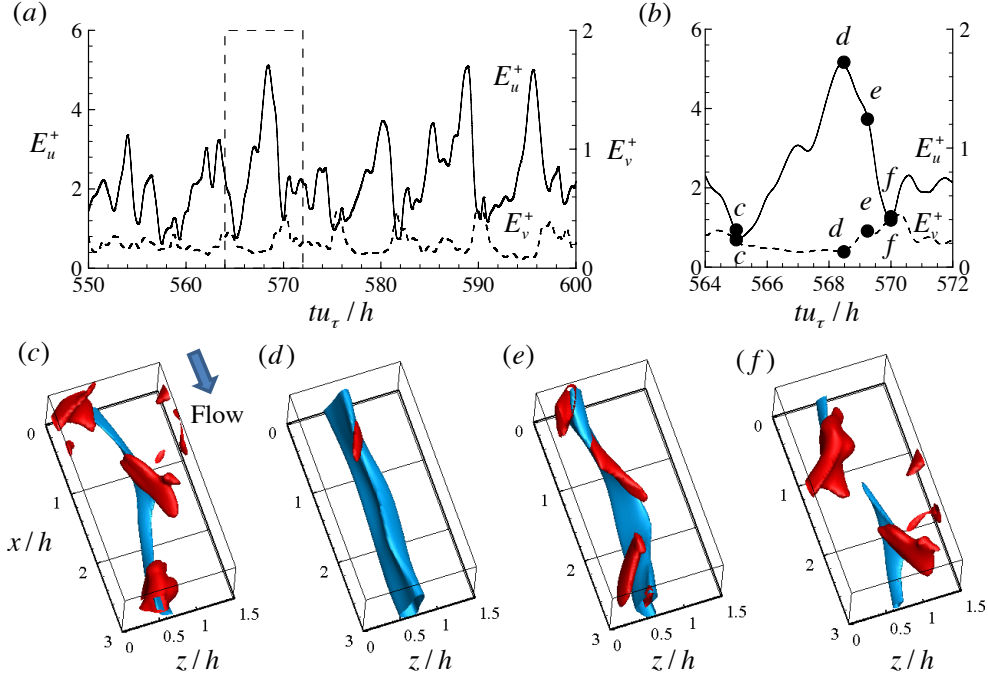 (a)
(b)
6
4
2
0
E_u^+
E_u^+
E_v^+
2
1
0
E_v^+
550 560 570 580 590 600
tu_τ / h
6
4
2
0
c
c
d
d
e
e
f
f
E_u^+
E_v^+
2
1
0
564 566 568 570 572
tu_τ / h
(c)
Flow
(d)
(e)
(f)
x / h
0
1
2
3
0
0.5
1
1.5
z / h
0
1
2
3
0
0.5
1
1.5
z / h
0
1
2
3
0
0.5
1
1.5
z / h
0
1
2
3
0
0.5
1
1.5
z / h